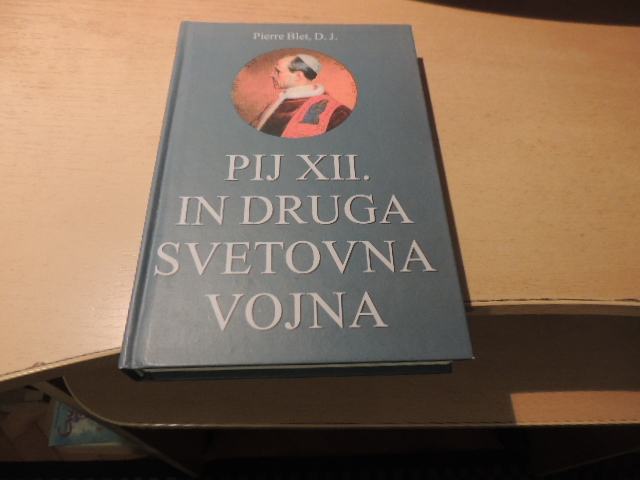 Pierre Blet, D. J.
PIJ XII.
IN DRUGA
SVETOVNA
VOJNA